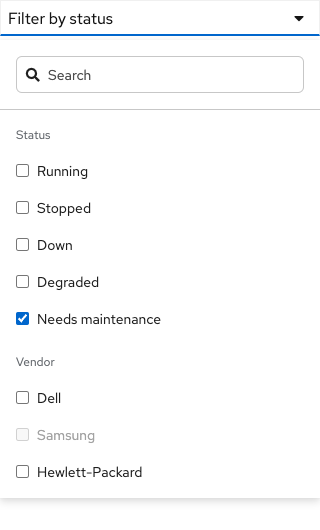 Filter by status
Search
Status
Running
Stopped
Down
Degraded
Needs maintenance
Vendor
Dell
Samsung
Hewlett-Packard